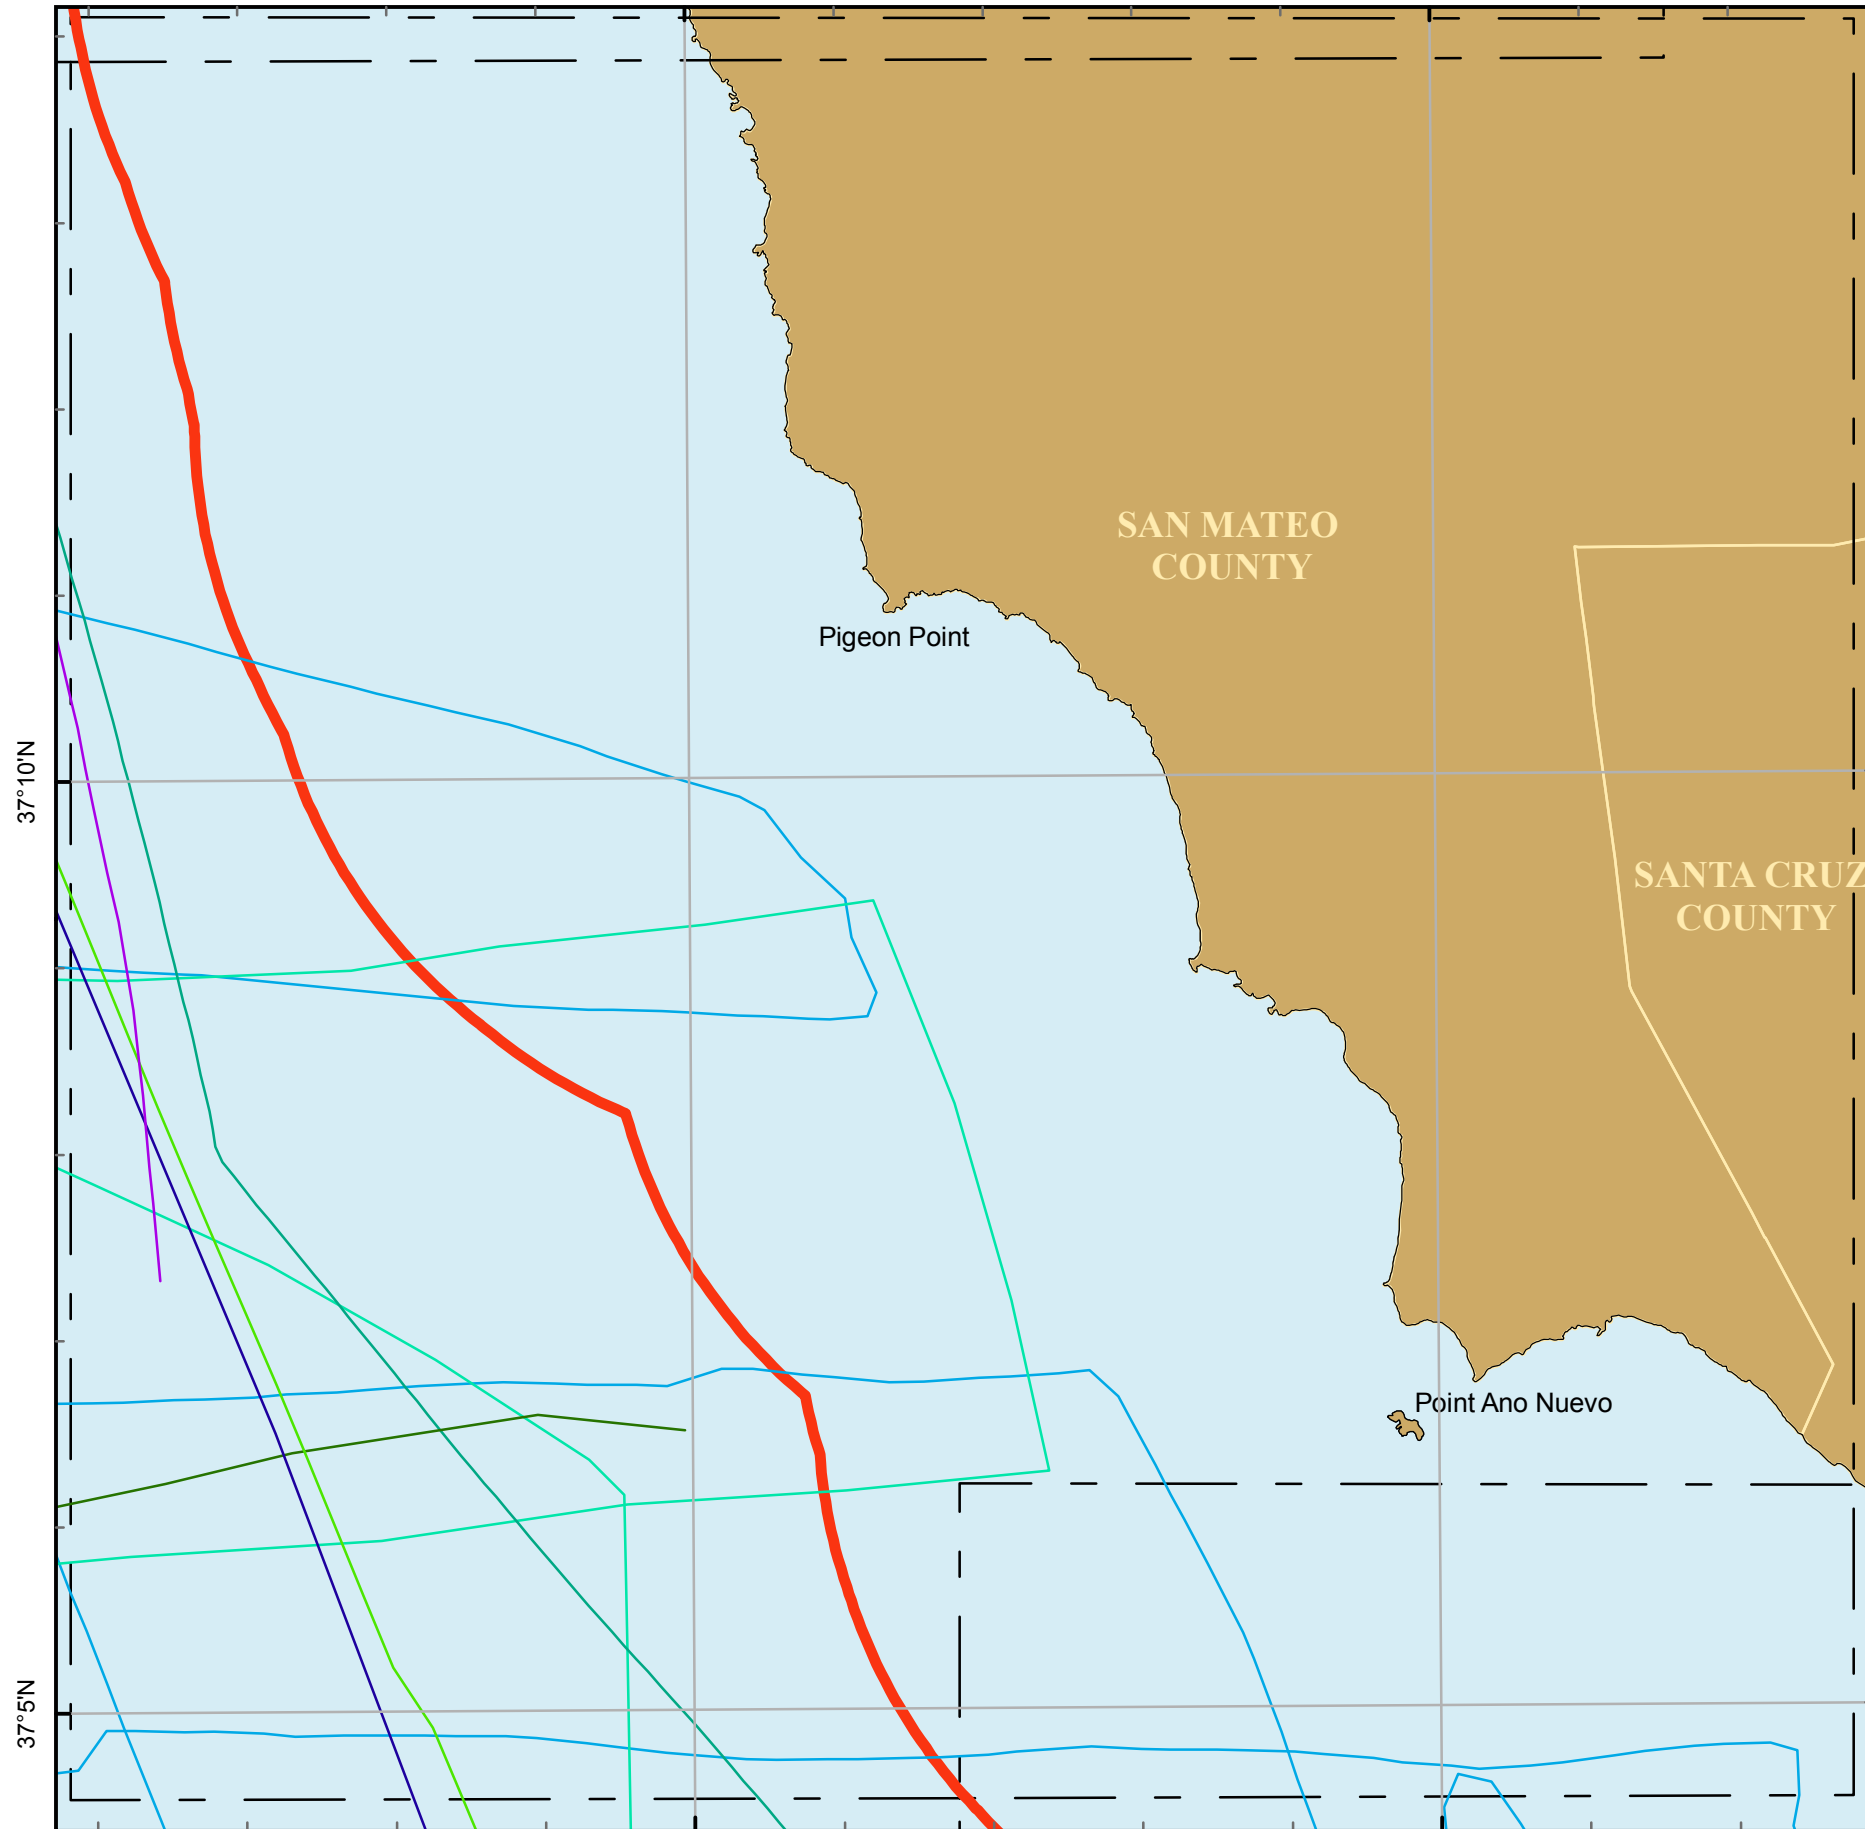 SAN MATEO
COUNTY
Pigeon Point
37°10'N
SANTA CRUZ
COUNTY
Point Ano Nuevo
37°5'N